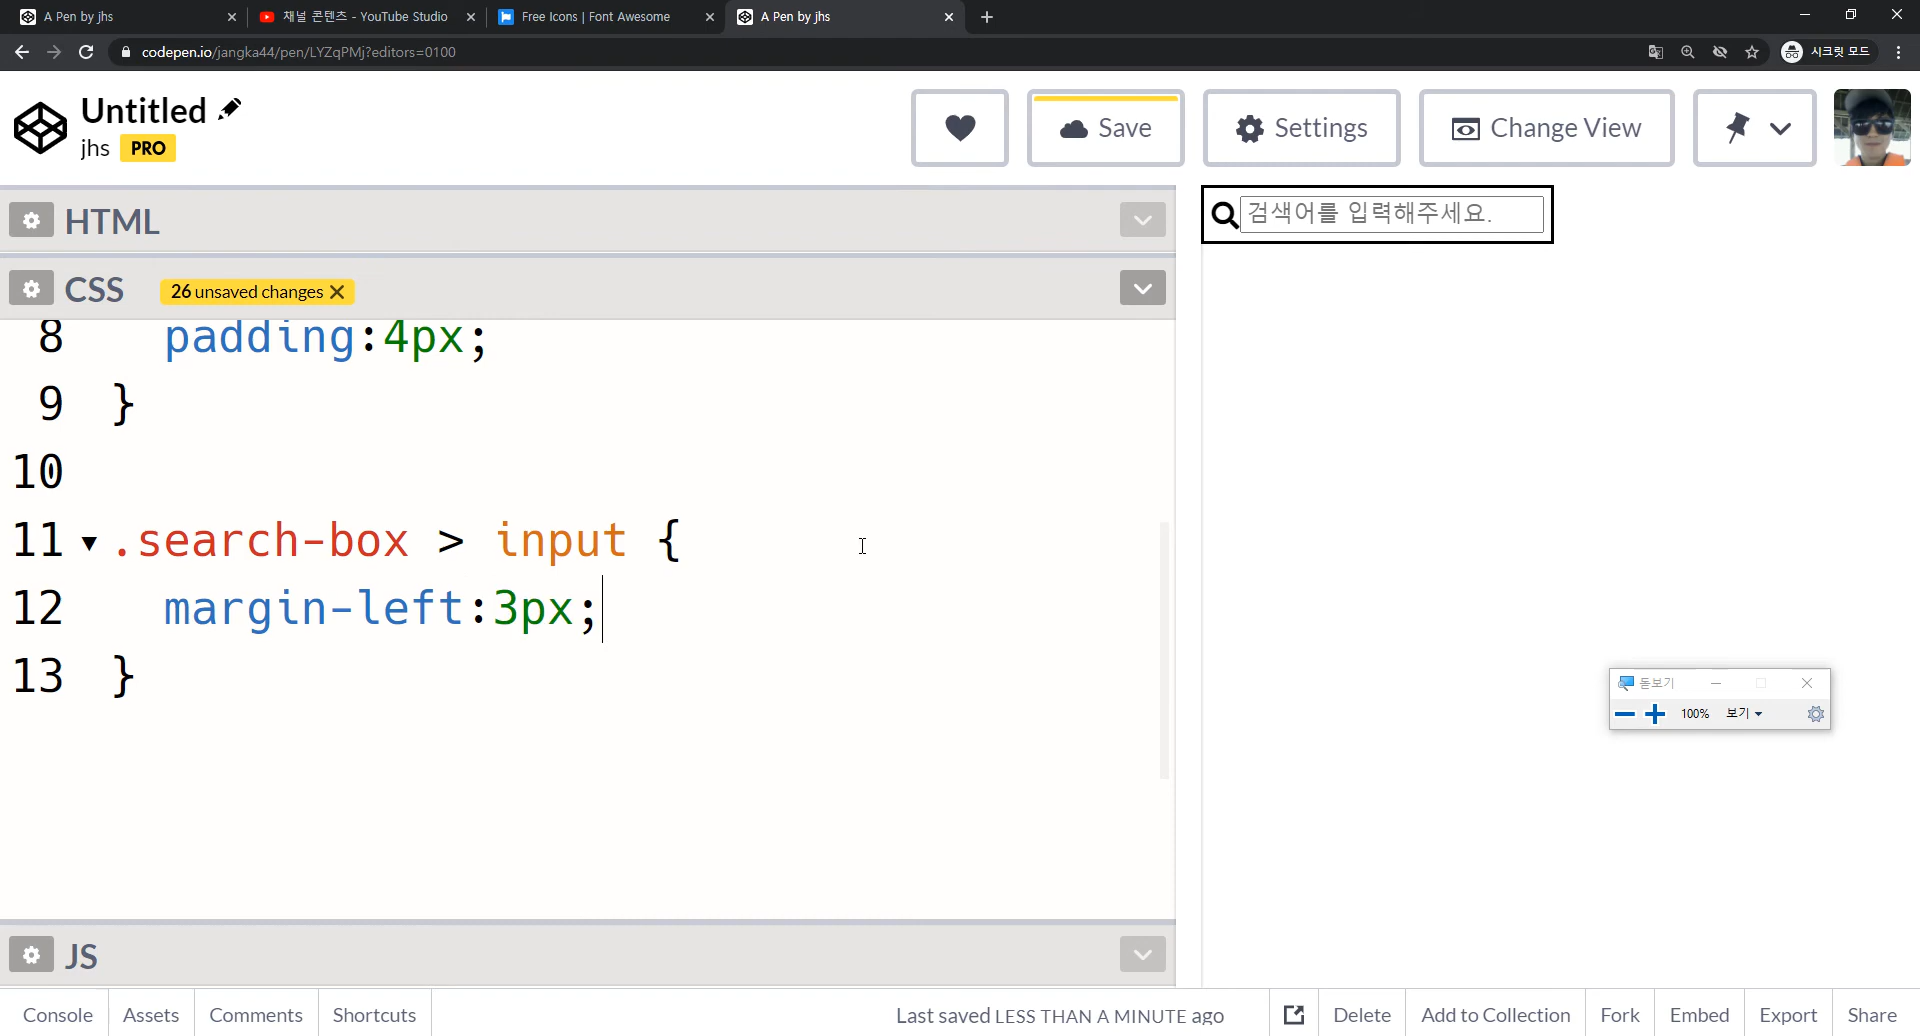 A Pen by jhs
채널 콘텐츠 - YouTube Studio
Free Icons | Font Awesome
A Pen by jhs
codepen.io/jangka44/pen/LYZqPMj?editors=0100
시크릿 모드
Untitled
jhs PRO
Save
Settings
Change View
HTML
검색어를 입력해주세요.
CSS 26 unsaved changes
8 padding:4px;
9 }
10
11 .search-box > input {
12 margin-left:3px;
13 }
돋보기
100% 보기
JS
Console Assets Comments Shortcuts Last saved LESS THAN A MINUTE ago Delete Add to Collection Fork Embed Export Share